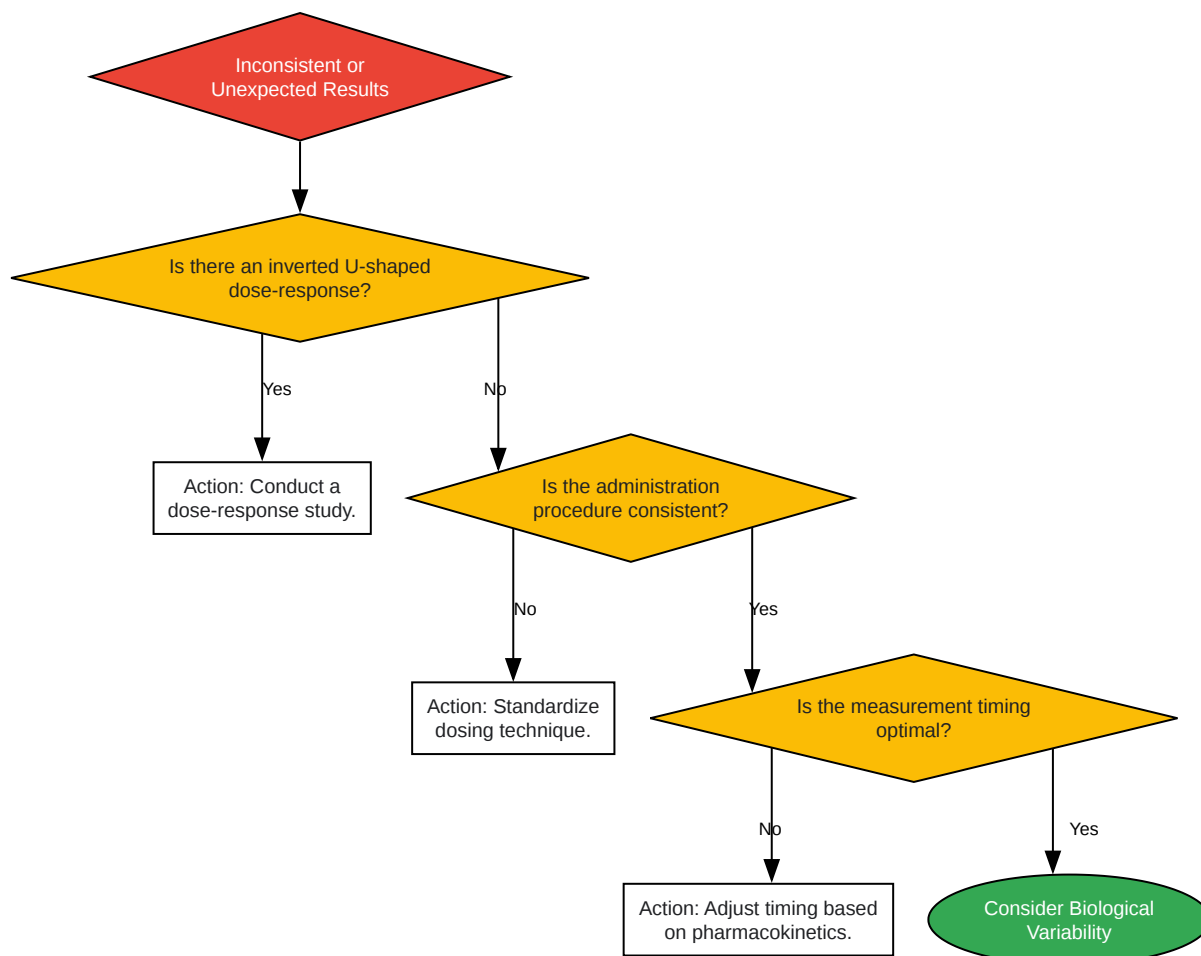 Inconsistent or
Unexpected Results
Is there an inverted U-shaped
dose-response?
Yes
No
Action: Conduct a
dose-response study.
Is the administration
procedure consistent?
No
Yes
Action: Standardize
dosing technique.
Is the measurement timing
optimal?
No
Yes
Action: Adjust timing based
on pharmacokinetics.
Consider Biological
Variability